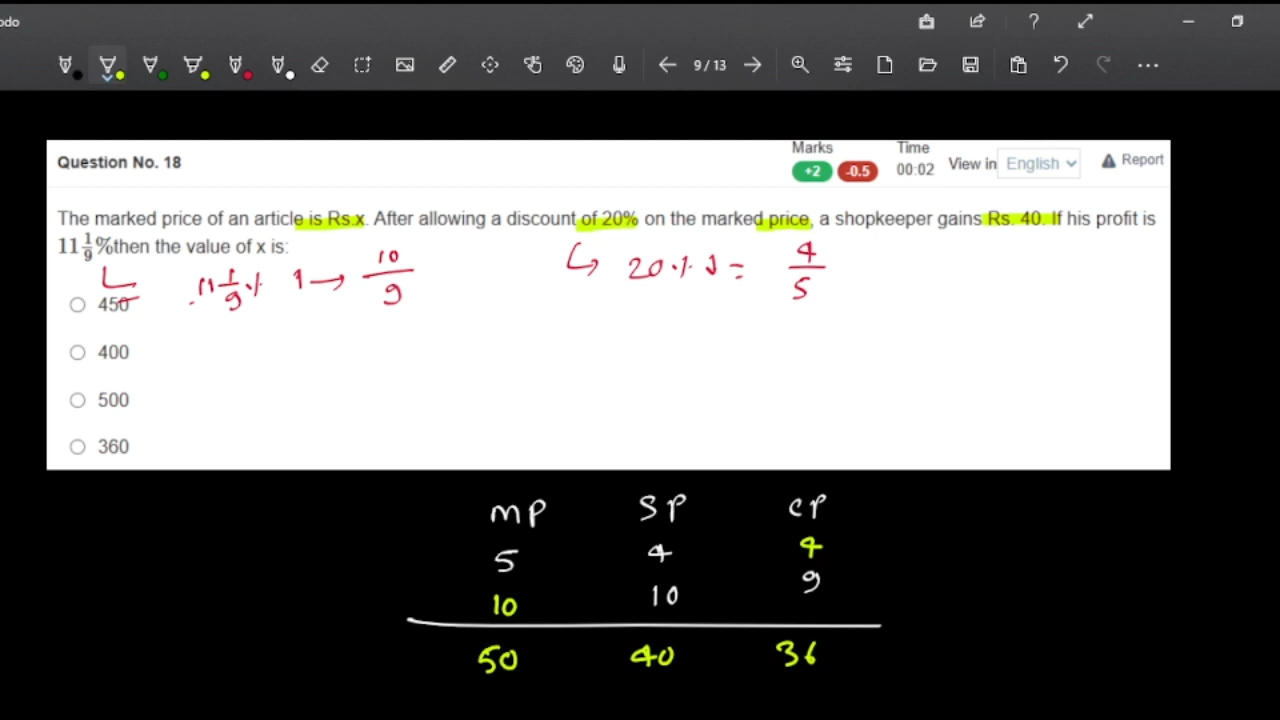 odo
?
9 / 13
Question No. 18
Marks
Time
+2
-0.5
00:02
View in
English
Report
The marked price of an article is Rs.x. After allowing a discount of 20% on the marked price, a shopkeeper gains Rs. 40. If his profit is
11 1/9 %then the value of x is:
11 1/9 % ↑ → 10/9
20 % ↓ = 4/5
450
400
500
360
MP SP CP
5 4 4
10 10 9
50 40 36